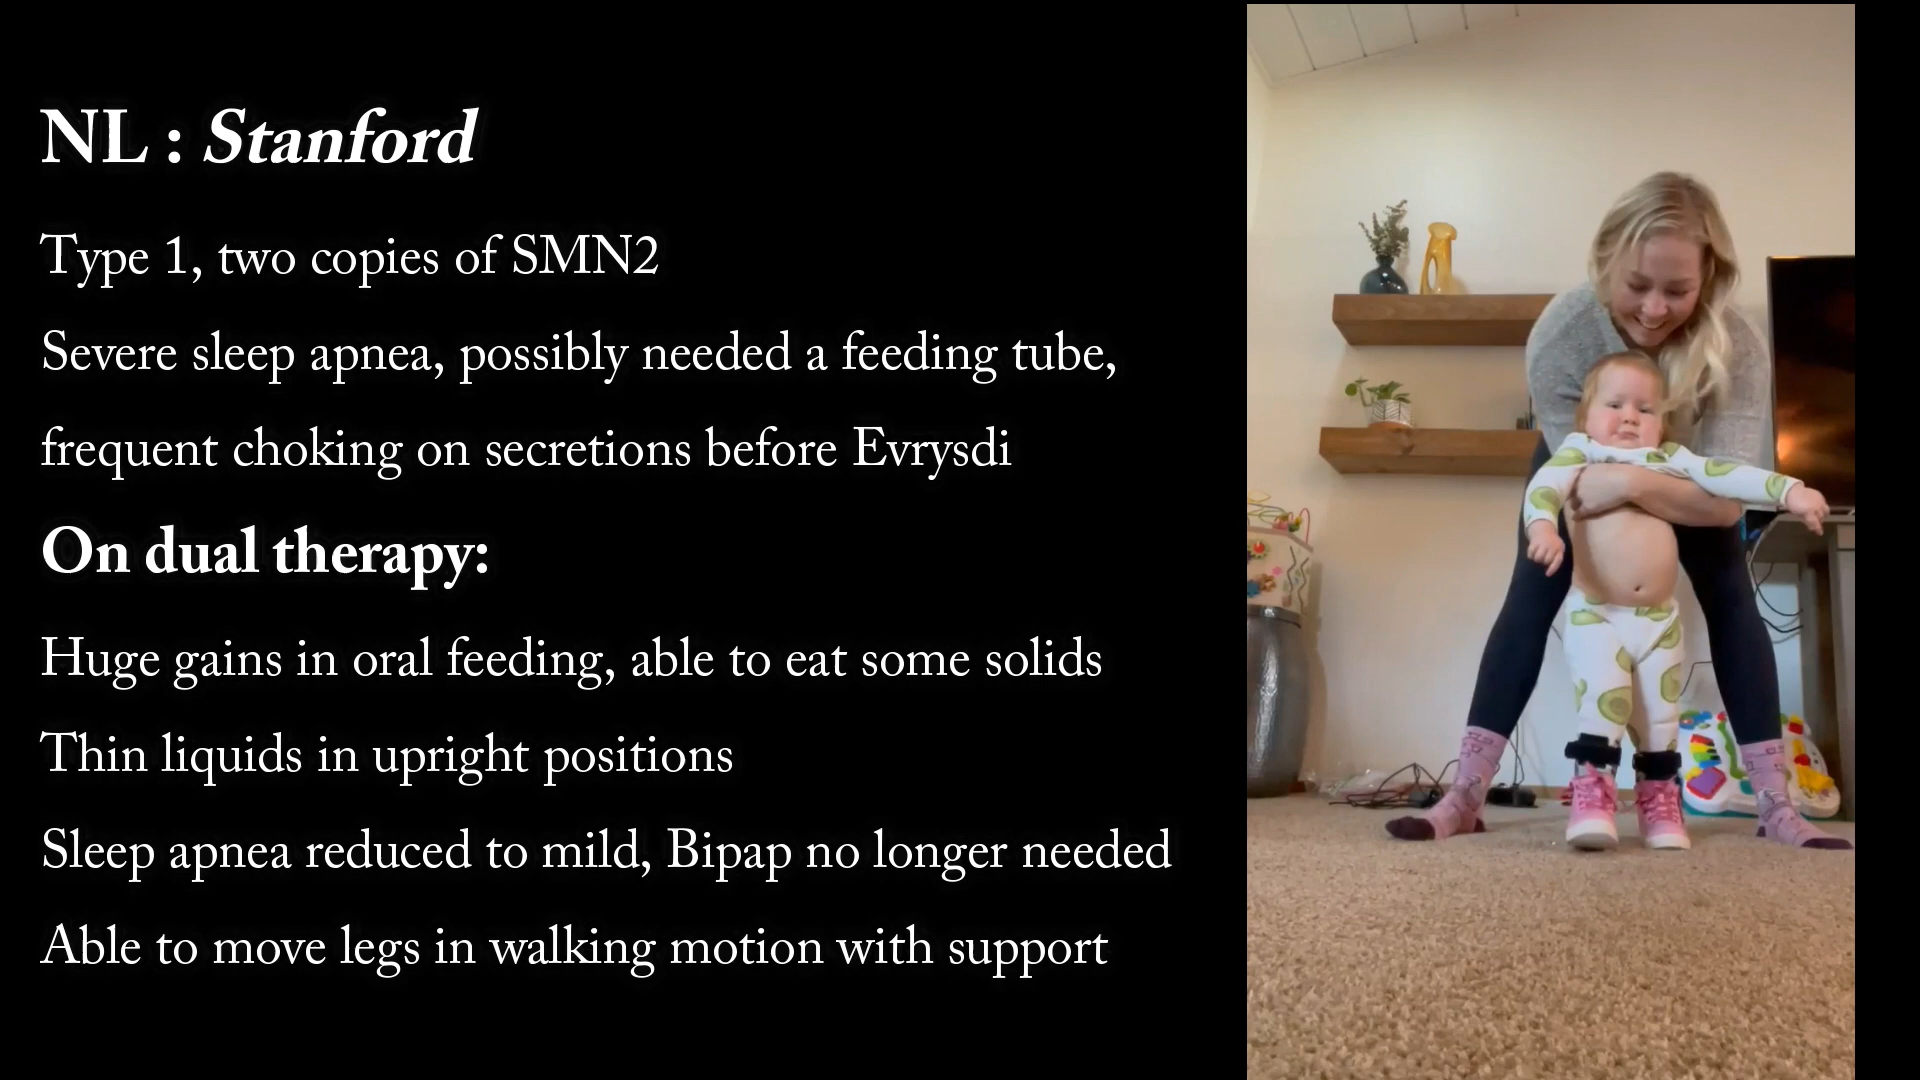 NL : Stanford
Type 1, two copies of SMN2
Severe sleep apnea, possibly needed a feeding tube,
frequent choking on secretions before Evrysdi
On dual therapy:
Huge gains in oral feeding, able to eat some solids
Thin liquids in upright positions
Sleep apnea reduced to mild, Bipap no longer needed
Able to move legs in walking motion with support